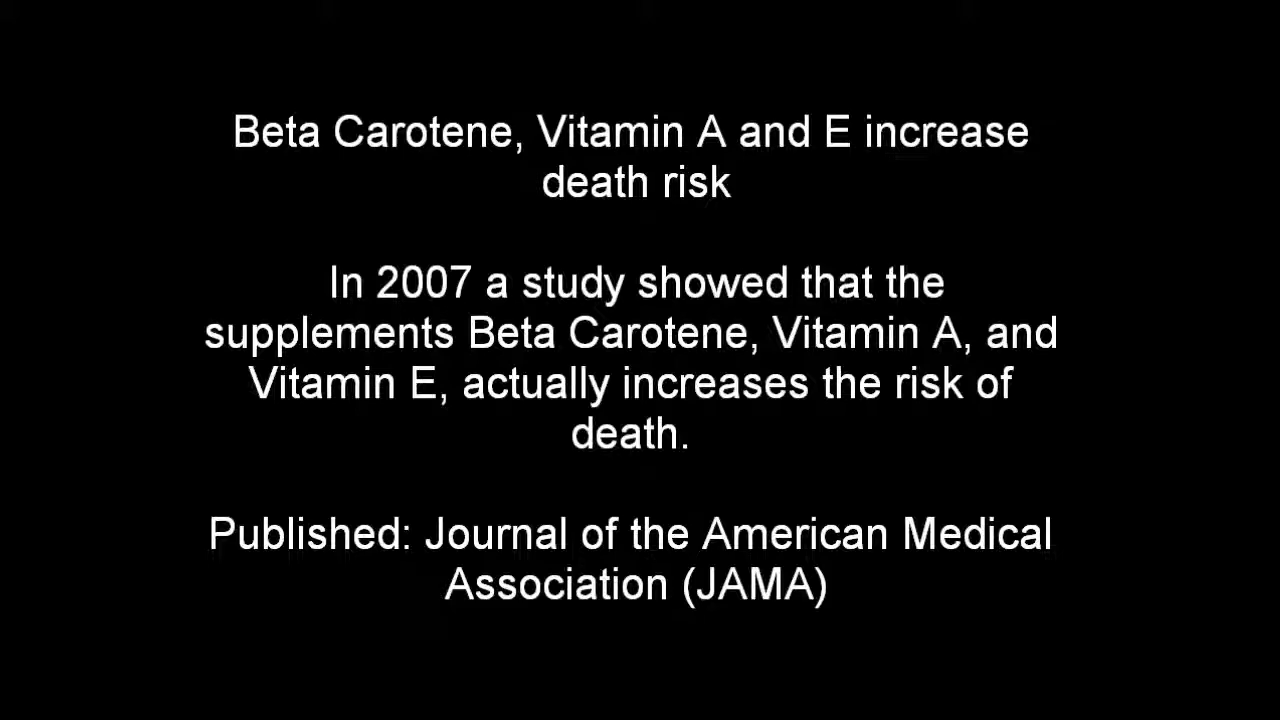 Beta Carotene, Vitamin A and E increase
death risk
In 2007 a study showed that the
supplements Beta Carotene, Vitamin A, and
Vitamin E, actually increases the risk of
death.
Published: Journal of the American Medical
Association (JAMA)